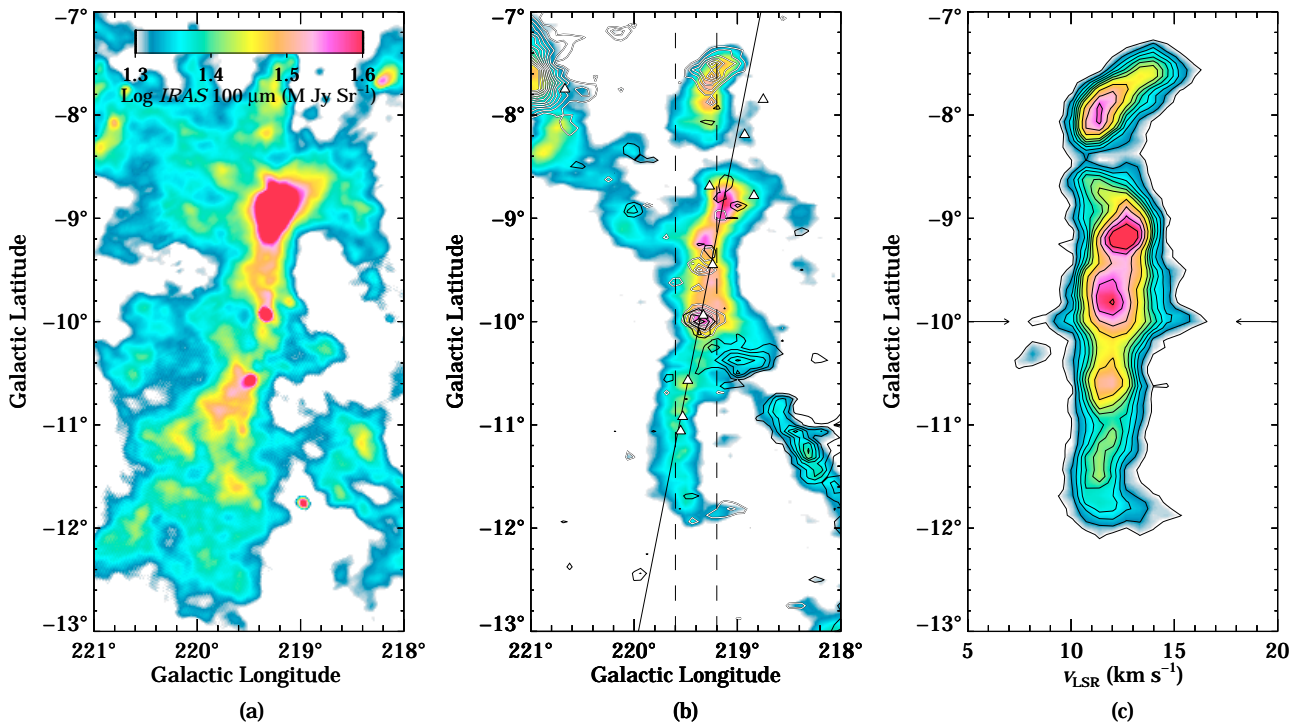 1.3 1.4 1.5 1.6
Log IRAS 100 μm (M Jy Sr⁻¹)
−7°
−8°
−9°
−10°
−11°
−12°
−13°
Galactic Latitude
221° 220° 219° 218°
Galactic Longitude
(a)
−7°
−8°
−9°
−10°
−11°
−12°
−13°
Galactic Latitude
221° 220° 219° 218°
Galactic Longitude
(b)
−7°
−8°
−9°
−10°
−11°
−12°
−13°
Galactic Latitude
5 10 15 20
vLSR (km s⁻¹)
(c)